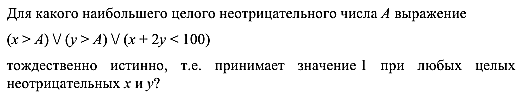 Для какого наибольшего целого неотрицательного числа A выражение
(x > A) \/ (y > A) \/ (x + 2y < 100)
тождественно истинно, т.е. принимает значение 1 при любых целых
неотрицательных x и y?